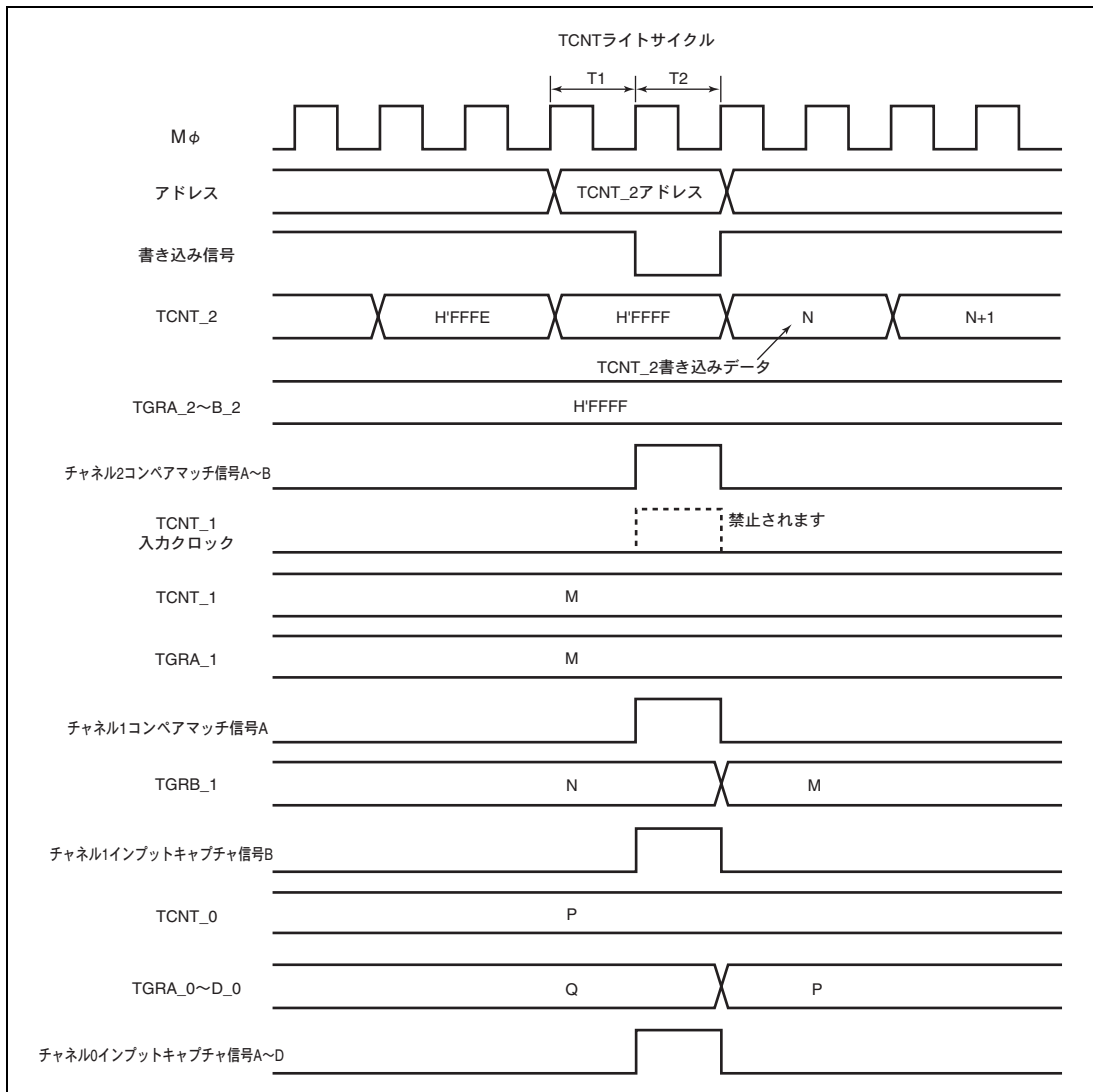 TCNTライトサイクル
T1 T2
Mφ
アドレス TCNT_2アドレス
書き込み信号
TCNT_2 H'FFFE H'FFFF N N+1
TCNT_2書き込みデータ
TGRA_2〜B_2 H'FFFF
チャネル2コンペアマッチ信号A〜B
TCNT_1 禁止されます
入力クロック
TCNT_1 M
TGRA_1 M
チャネル1コンペアマッチ信号A
TGRB_1 N M
チャネル1インプットキャプチャ信号B
TCNT_0 P
TGRA_0〜D_0 Q P
チャネル0インプットキャプチャ信号A〜D